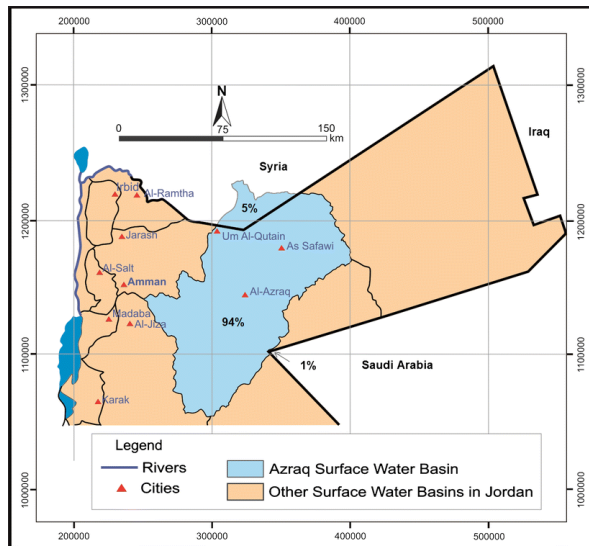 200000 300000 400000 500000
1300000
1300000
N
0 75 150
km
Iraq
Syria
Irbid
Al-Ramtha
5%
1200000
1200000
Um Al-Qutain
Jarash
As Safawi
Al-Salt
Amman
Al-Azraq
Madaba
Al-Jiza
94%
1100000
1100000
1%
Saudi Arabia
Karak
Legend
Rivers
Cities
Azraq Surface Water Basin
Other Surface Water Basins in Jordan
1000000
1000000
200000 300000 400000 500000